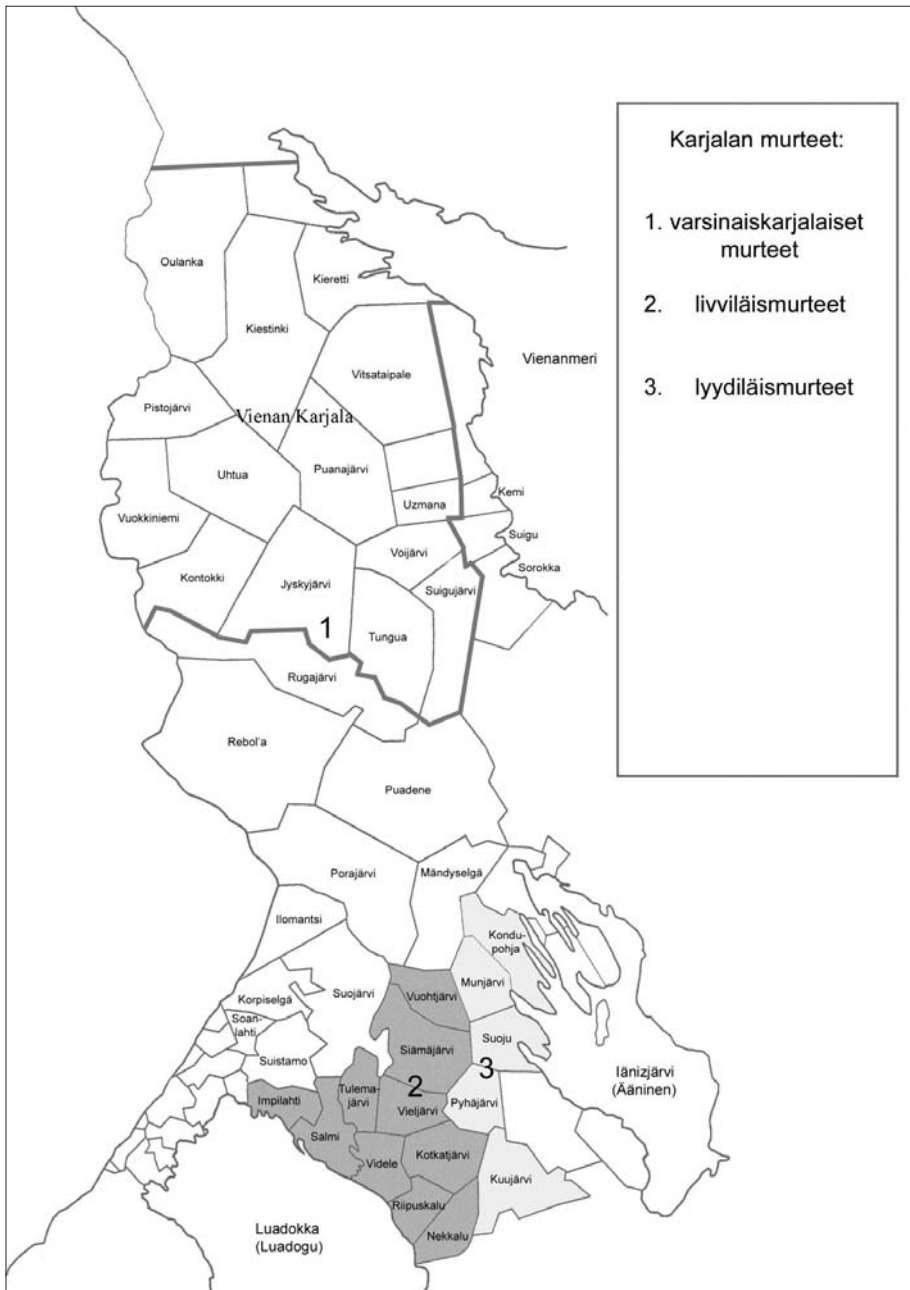 Karjalan murteet:
1. varsinaiskarjalaiset
murteet
2. livviläismurteet
3. lyydiläismurteet
Oulanka
Kieretti
Kiestinki
Vienanmeri
Vitsataipale
Pistojärvi
Vienan Karjala
Uhtua
Puanajärvi
Uzmana
Kemi
Vuokkiniemi
Suigu
Voijärvi
Sorokka
Kontokki
Jyskyjärvi
Suigujärvi
1
Tungua
Rugajärvi
Rebol'a
Puadene
Porajärvi
Mändyselgä
Ilomantsi
Kondu-
pohja
Munjärvi
Suojärvi
Vuohtjärvi
Korpiselgä
Soan-
lahti
Suoju
Siämäjärvi
Suistamo
3
Iänizjärvi
(Ääninen)
2
Tulema-
järvi
Impilahti
Vieljärvi
Pyhäjärvi
Salmi
Videle
Kotkatjärvi
Kuujärvi
Riipuskalu
Luadokka
(Luadogu)
Nekkalu